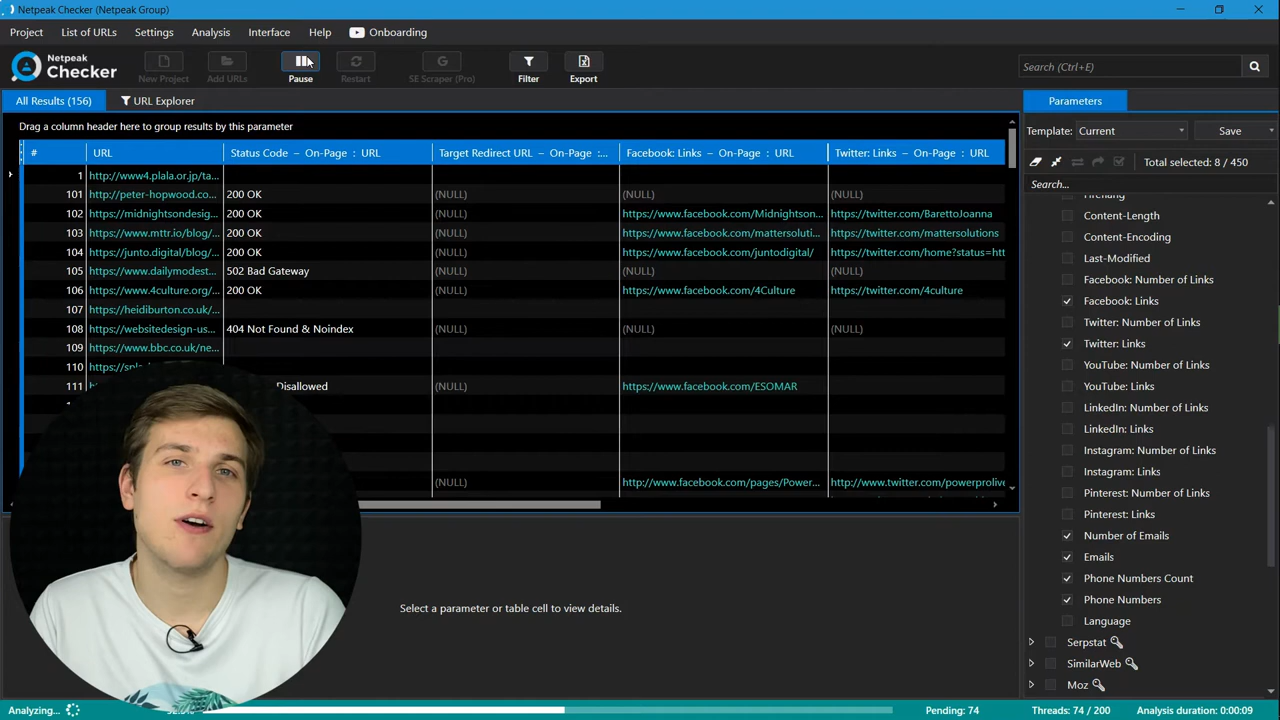 Netpeak Checker (Netpeak Group)
Project List of URLs Settings Analysis Interface Help Onboarding
Netpeak Checker
New Project Add URLs Pause Restart SE Scraper (Pro) Filter Export Search (Ctrl+E)
All Results (156) URL Explorer Parameters
Drag a column header here to group results by this parameter
Template: Current Save
# URL Status Code – On-Page : URL Target Redirect URL – On-Page :... Facebook: Links – On-Page : URL Twitter: Links – On-Page : URL
Total selected: 8 / 450
1 http://www4.plala.or.jp/ta...
Search...
101 http://peter-hopwood.co... 200 OK (NULL) (NULL) (NULL)
102 https://midnightsondesig... 200 OK (NULL) https://www.facebook.com/Midnightson... https://twitter.com/BarettoJoanna
103 https://www.mttr.io/blog/... 200 OK (NULL) https://www.facebook.com/mattersoluti... https://twitter.com/mattersolutions
104 https://junto.digital/blog/... 200 OK (NULL) https://www.facebook.com/juntodigital/ https://twitter.com/home?status=htt
105 https://www.dailymodest... 502 Bad Gateway (NULL) (NULL) (NULL)
106 https://www.4culture.org/... 200 OK (NULL) https://www.facebook.com/4Culture https://twitter.com/4culture
107 https://heidiburton.co.uk/...
108 https://websitedesign-us... 404 Not Found & Noindex (NULL) (NULL) (NULL)
109 https://www.bbc.co.uk/ne...
110
111 Disallowed (NULL) https://www.facebook.com/ESOMAR
(NULL) http://www.facebook.com/pages/Power... http://www.twitter.com/powerprolive
Content-Length
Content-Encoding
Last-Modified
Facebook: Number of Links
Facebook: Links
Twitter: Number of Links
Twitter: Links
YouTube: Number of Links
YouTube: Links
LinkedIn: Number of Links
LinkedIn: Links
Instagram: Number of Links
Instagram: Links
Pinterest: Number of Links
Pinterest: Links
Number of Emails
Emails
Phone Numbers Count
Phone Numbers
Language
Serpstat
SimilarWeb
Moz
Select a parameter or table cell to view details.
Analyzing... Pending: 74 Threads: 74 / 200 Analysis duration: 0:00:09